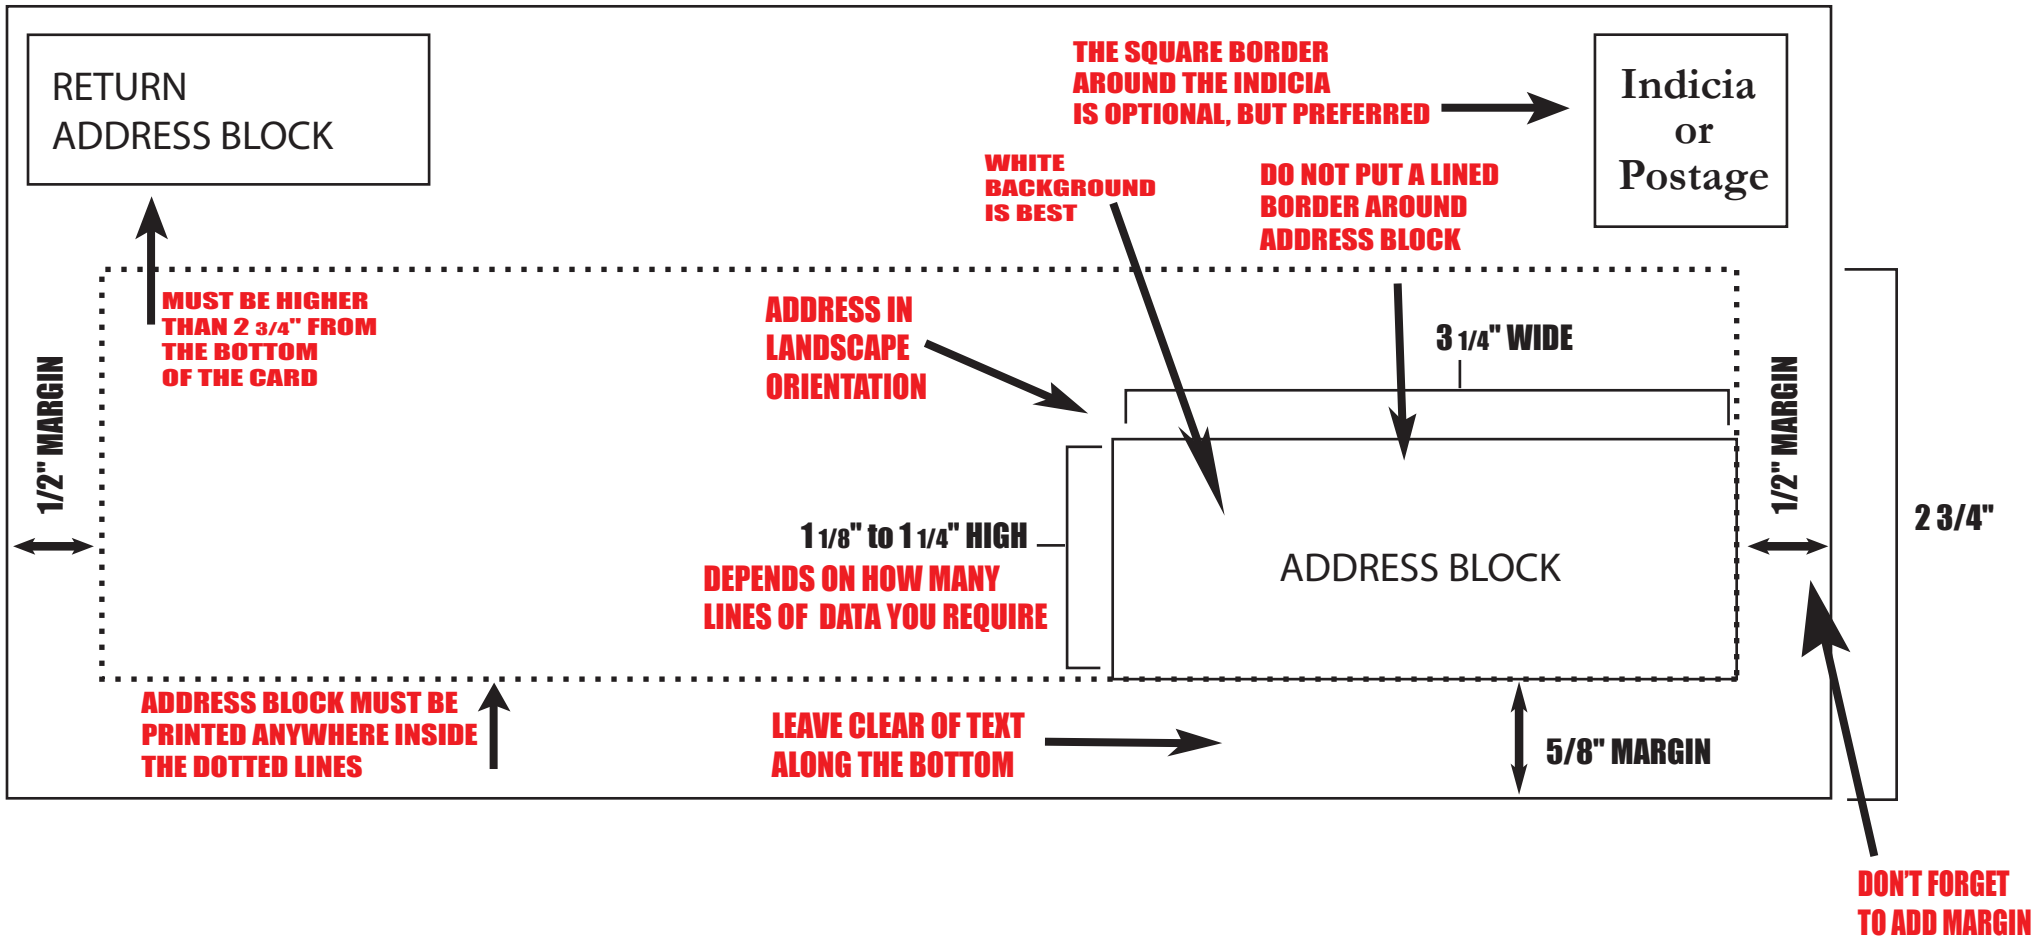 RETURN
ADDRESS BLOCK
THE SQUARE BORDER
AROUND THE INDICIA
IS OPTIONAL, BUT PREFERRED
Indicia
or
Postage
WHITE
BACKGROUND
IS BEST
DO NOT PUT A LINED
BORDER AROUND
ADDRESS BLOCK
MUST BE HIGHER
THAN 2 3/4" FROM
THE BOTTOM
OF THE CARD
ADDRESS IN
LANDSCAPE
ORIENTATION
3 1/4" WIDE
1/2" MARGIN
1/2" MARGIN
2 3/4"
1 1/8" to 1 1/4" HIGH
DEPENDS ON HOW MANY
LINES OF DATA YOU REQUIRE
ADDRESS BLOCK
ADDRESS BLOCK MUST BE
PRINTED ANYWHERE INSIDE
THE DOTTED LINES
LEAVE CLEAR OF TEXT
ALONG THE BOTTOM
5/8" MARGIN
DON'T FORGET
TO ADD MARGIN